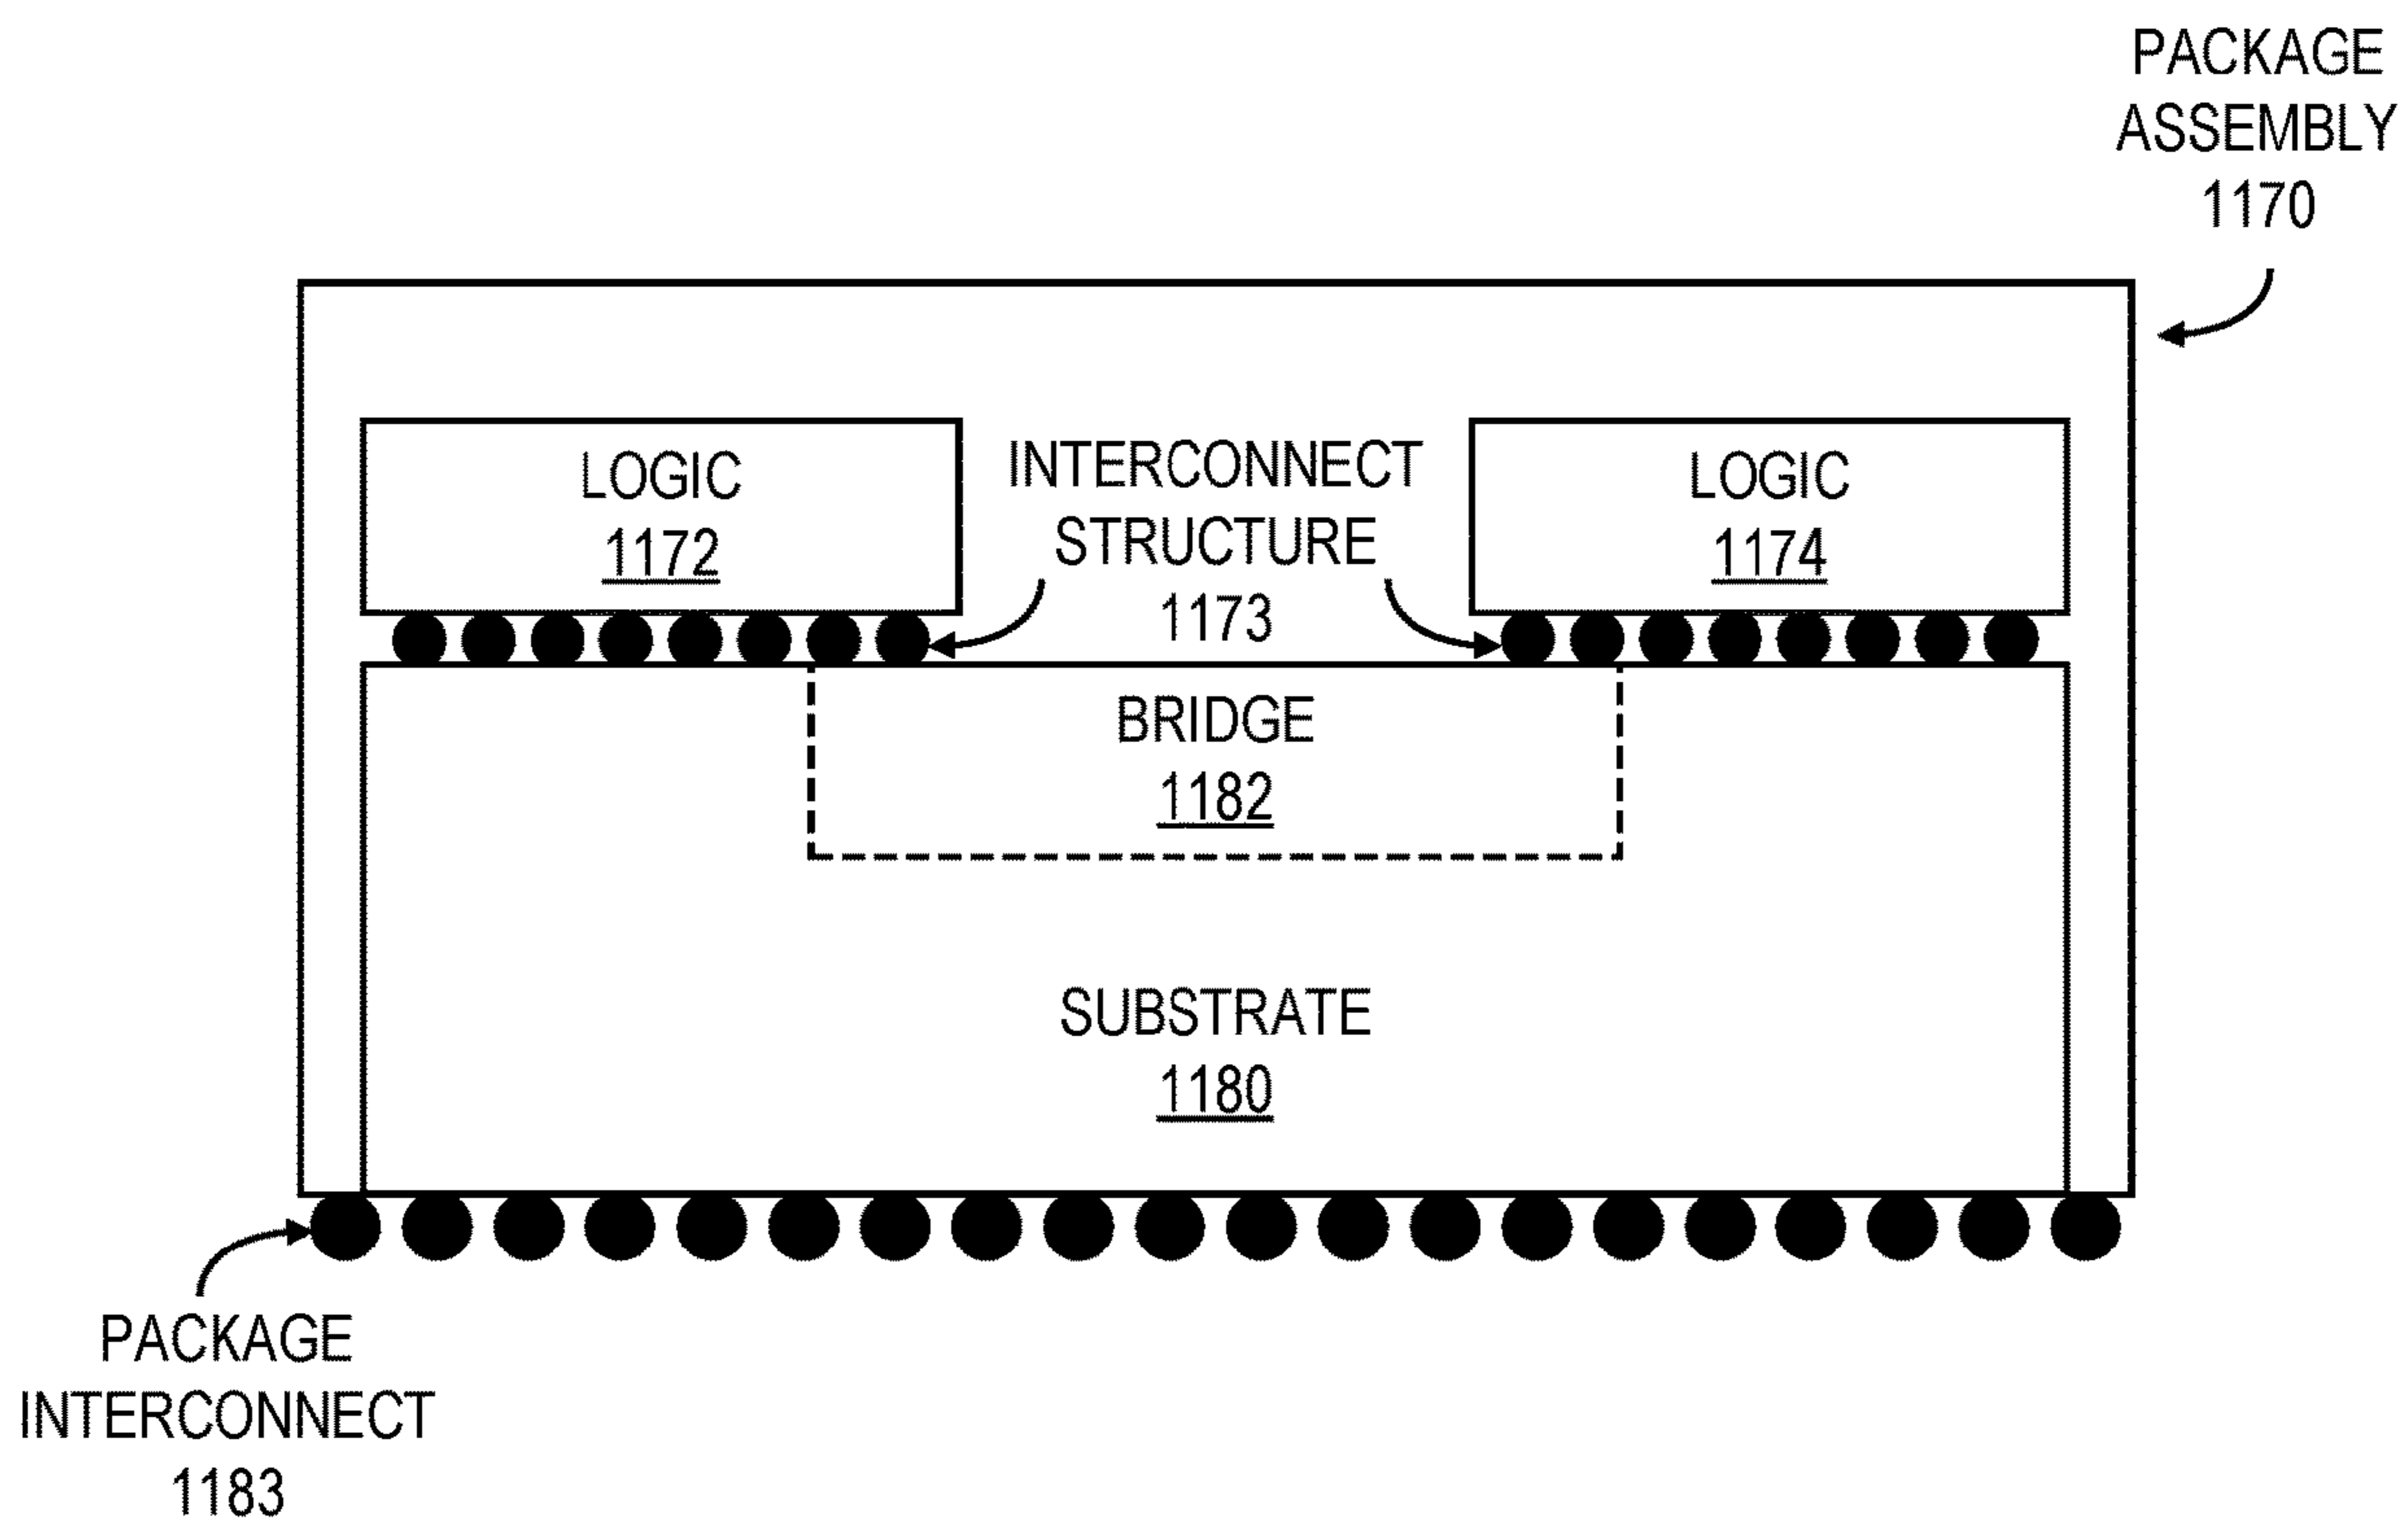 PACKAGE
ASSEMBLY
1170
LOGIC
1172
INTERCONNECT
STRUCTURE
1173
LOGIC
1174
BRIDGE
1182
SUBSTRATE
1180
PACKAGE
INTERCONNECT
1183